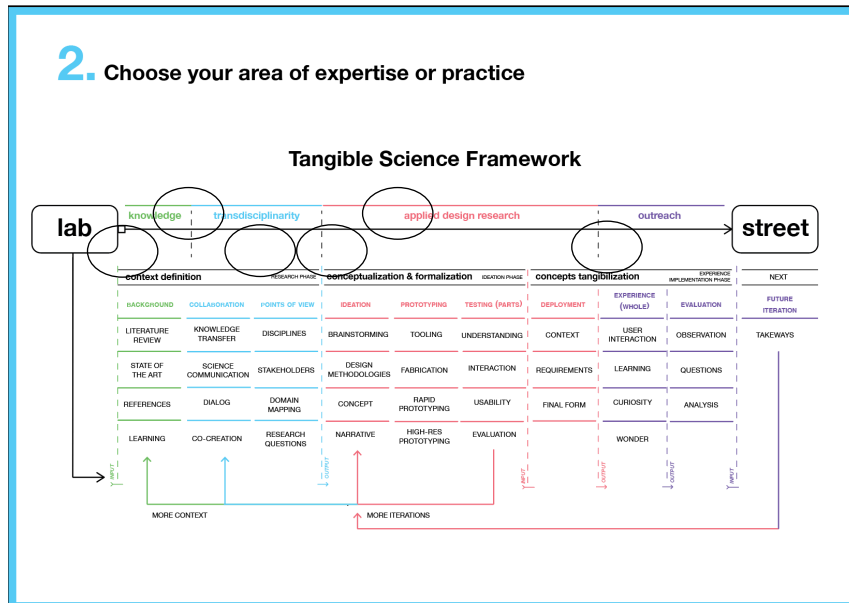 2. Choose your area of expertise or practice
Tangible Science Framework
knowledge transdisciplinarity applied design research outreach
lab street
context definition RESEARCH PHASE conceptualization & formalization IDEATION PHASE concepts tangibilization EXPERIENCE IMPLEMENTATION PHASE NEXT
BACKGROUND COLLABORATION POINTS OF VIEW IDEATION PROTOTYPING TESTING (PARTS) DEPLOYMENT EXPERIENCE (WHOLE) EVALUATION FUTURE ITERATION
LITERATURE REVIEW KNOWLEDGE TRANSFER DISCIPLINES BRAINSTORMING TOOLING UNDERSTANDING CONTEXT USER INTERACTION OBSERVATION TAKEWAYS
STATE OF THE ART SCIENCE COMMUNICATION STAKEHOLDERS DESIGN METHODOLOGIES FABRICATION INTERACTION REQUIREMENTS LEARNING QUESTIONS
REFERENCES DIALOG DOMAIN MAPPING CONCEPT RAPID PROTOTYPING USABILITY FINAL FORM CURIOSITY ANALYSIS
LEARNING CO-CREATION RESEARCH QUESTIONS NARRATIVE HIGH-RES PROTOTYPING EVALUATION WONDER
INPUT OUTPUT INPUT OUTPUT OUTPUT INPUT
MORE CONTEXT MORE ITERATIONS